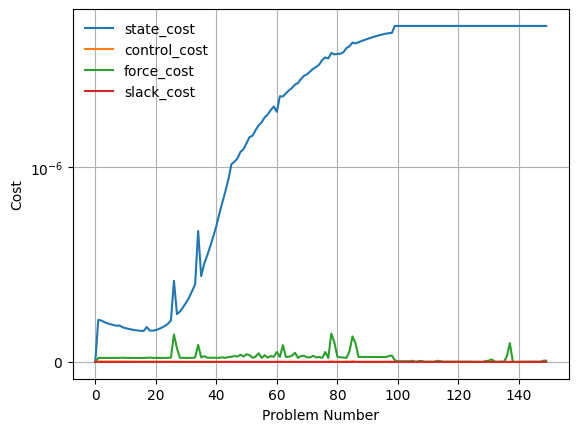 state_cost
control_cost
force_cost
slack_cost
Cost
10⁻⁶
0
0 20 40 60 80 100 120 140
Problem Number